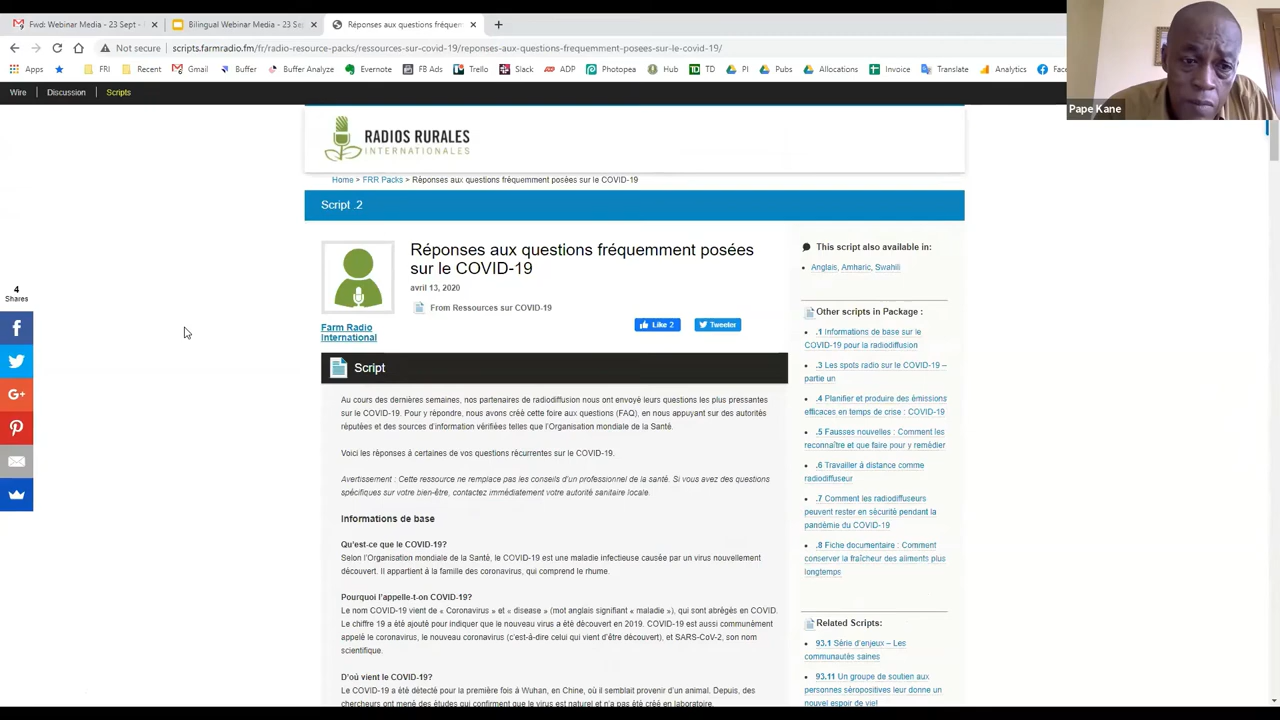 Fwd: Webinar Media - 23 Sept -
Bilingual Webinar Media - 23 Sept
Réponses aux questions fréquem
Not secure
scripts.farmradio.fm/fr/radio-resource-packs/ressources-sur-covid-19/reponses-aux-questions-frequemment-posees-sur-le-covid-19/
Apps
FRI
Recent
Gmail
Buffer
Buffer Analyze
Evernote
FB Ads
Trello
Slack
ADP
Photopea
Hub
TD
PI
Pubs
Allocations
Invoice
Translate
Analytics
Pape Kane
Wire
Discussion
Scripts
RADIOS RURALES
INTERNATIONALES
Home > FRR Packs > Réponses aux questions fréquemment posées sur le COVID-19
Script .2
Réponses aux questions fréquemment posées
sur le COVID-19
avril 13, 2020
From Ressources sur COVID-19
Farm Radio
International
Like 2
Tweeter
4
Shares
Script
Au cours des dernières semaines, nos partenaires de radiodiffusion nous ont envoyé leurs questions les plus pressantes
sur le COVID-19. Pour y répondre, nous avons créé cette foire aux questions (FAQ), en nous appuyant sur des autorités
réputées et des sources d'information vérifiées telles que l'Organisation mondiale de la Santé.
Voici les réponses à certaines de vos questions récurrentes sur le COVID-19.
Avertissement : Cette ressource ne remplace pas les conseils d'un professionnel de la santé. Si vous avez des questions
spécifiques sur votre bien-être, contactez immédiatement votre autorité sanitaire locale.
Informations de base
Qu'est-ce que le COVID-19?
Selon l'Organisation mondiale de la Santé, le COVID-19 est une maladie infectieuse causée par un virus nouvellement
découvert. Il appartient à la famille des coronavirus, qui comprend le rhume.
Pourquoi l'appelle-t-on COVID-19?
Le nom COVID-19 vient de « Coronavirus » et « disease » (mot anglais signifiant « maladie »), qui sont abrégés en COVID.
Le chiffre 19 a été ajouté pour indiquer que le nouveau virus a été découvert en 2019. COVID-19 est aussi communément
appelé le coronavirus, le nouveau coronavirus (c'est-à-dire celui qui vient d'être découvert), et SARS-CoV-2, son nom
scientifique.
D'où vient le COVID-19?
Le COVID-19 a été détecté pour la première fois à Wuhan, en Chine, où il semblait provenir d'un animal. Depuis, des
chercheurs ont mené des études qui confirment que le virus est naturel et n'a pas été créé en laboratoire.
This script also available in:
Anglais, Amharic, Swahili
Other scripts in Package :
.1 Informations de base sur le
COVID-19 pour la radiodiffusion
.3 Les spots radio sur le COVID-19 –
partie un
.4 Planifier et produire des émissions
efficaces en temps de crise : COVID-19
.5 Fausses nouvelles : Comment les
reconnaître et que faire pour y remédier
.6 Travailler à distance comme
radiodiffuseur
.7 Comment les radiodiffuseurs
peuvent rester en sécurité pendant la
pandémie du COVID-19
.8 Fiche documentaire : Comment
conserver la fraîcheur des aliments plus
longtemps
Related Scripts:
93.1 Série d'enjeux – Les
communautés saines
93.11 Un groupe de soutien aux
personnes séropositives leur donne un
nouvel espoir de vie!